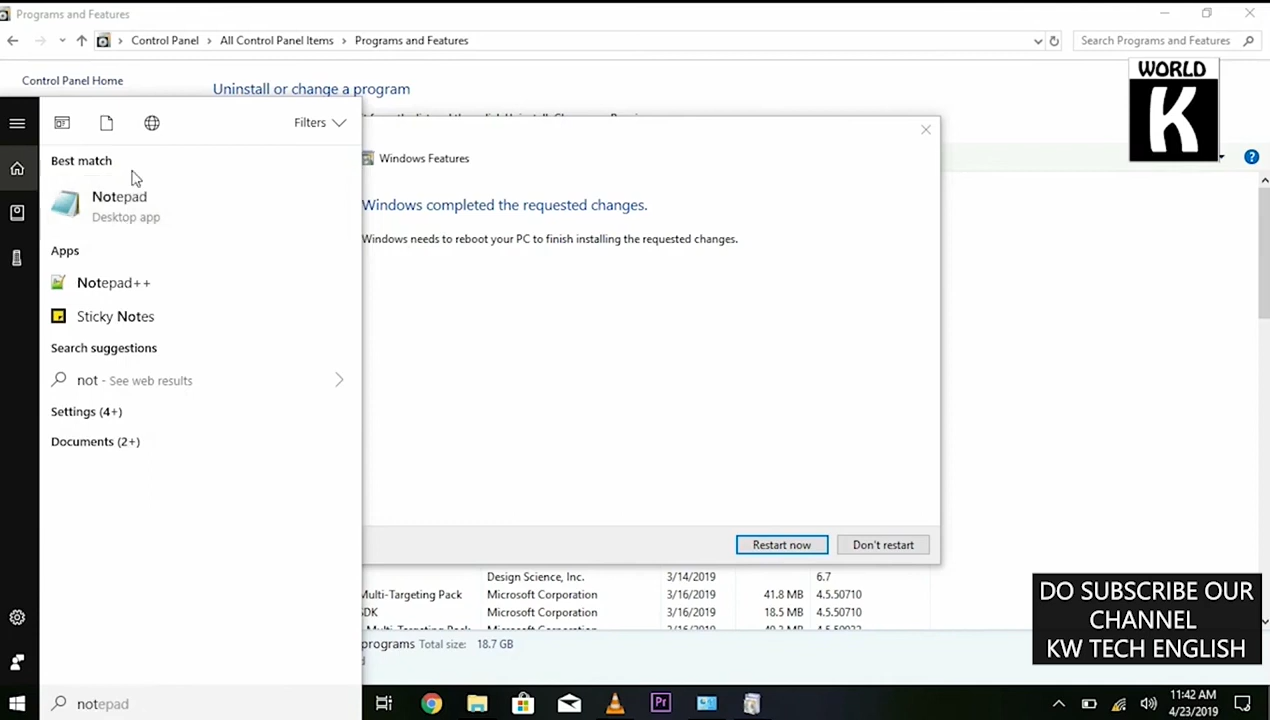 Programs and Features
Control Panel > All Control Panel Items > Programs and Features
Search Programs and Features
Control Panel Home
Uninstall or change a program
WORLD
K
Filters
Best match
Notepad
Desktop app
Apps
Notepad++
Sticky Notes
Search suggestions
not - See web results
Settings (4+)
Documents (2+)
notepad
Windows Features
Windows completed the requested changes.
Windows needs to reboot your PC to finish installing the requested changes.
Restart now
Don't restart
Design Science, Inc. 3/14/2019 6.7
Multi-Targeting Pack Microsoft Corporation 3/16/2019 41.8 MB 4.5.50710
SDK Microsoft Corporation 3/16/2019 18.5 MB 4.5.50710
programs Total size: 18.7 GB
DO SUBSCRIBE OUR
CHANNEL
KW TECH ENGLISH
Pr
11:42 AM
4/23/2019